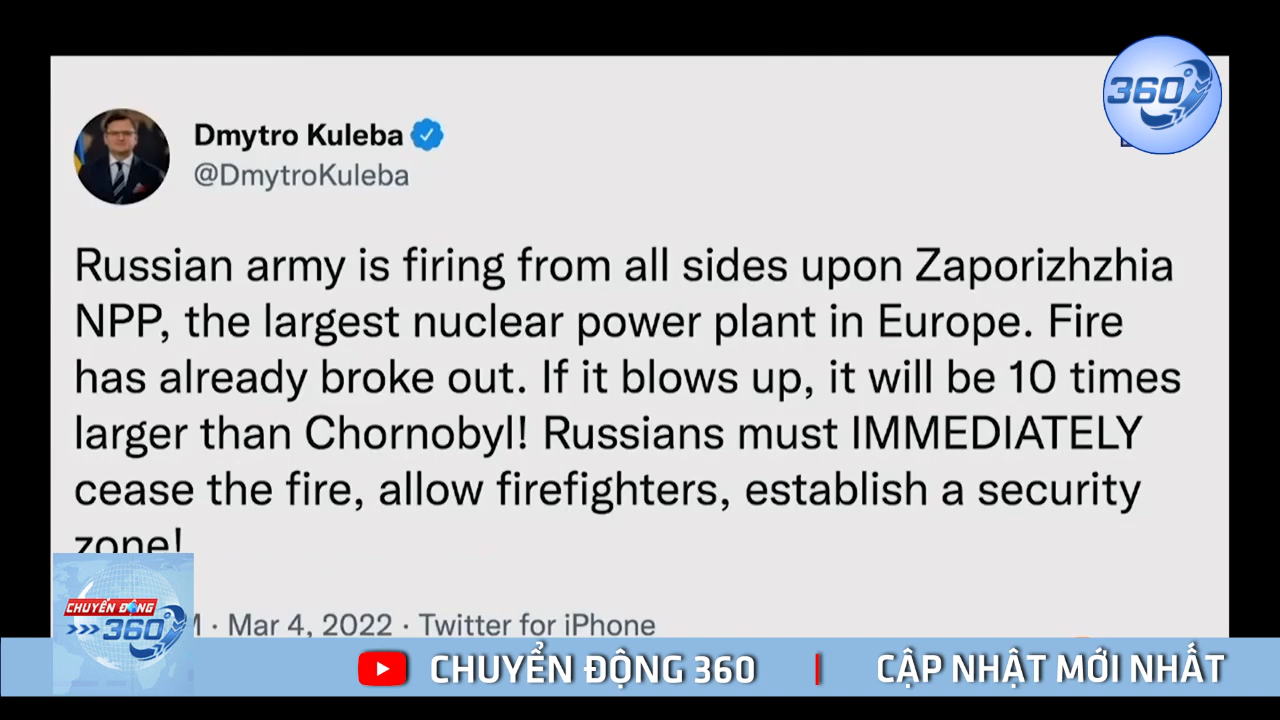 360
Dmytro Kuleba
@DmytroKuleba
Russian army is firing from all sides upon Zaporizhzhia
NPP, the largest nuclear power plant in Europe. Fire
has already broke out. If it blows up, it will be 10 times
larger than Chornobyl! Russians must IMMEDIATELY
cease the fire, allow firefighters, establish a security
zone!
· Mar 4, 2022 · Twitter for iPhone
CHUYỂN ĐỘNG
>>> 360
CHUYỂN ĐỘNG 360 | CẬP NHẬT MỚI NHẤT